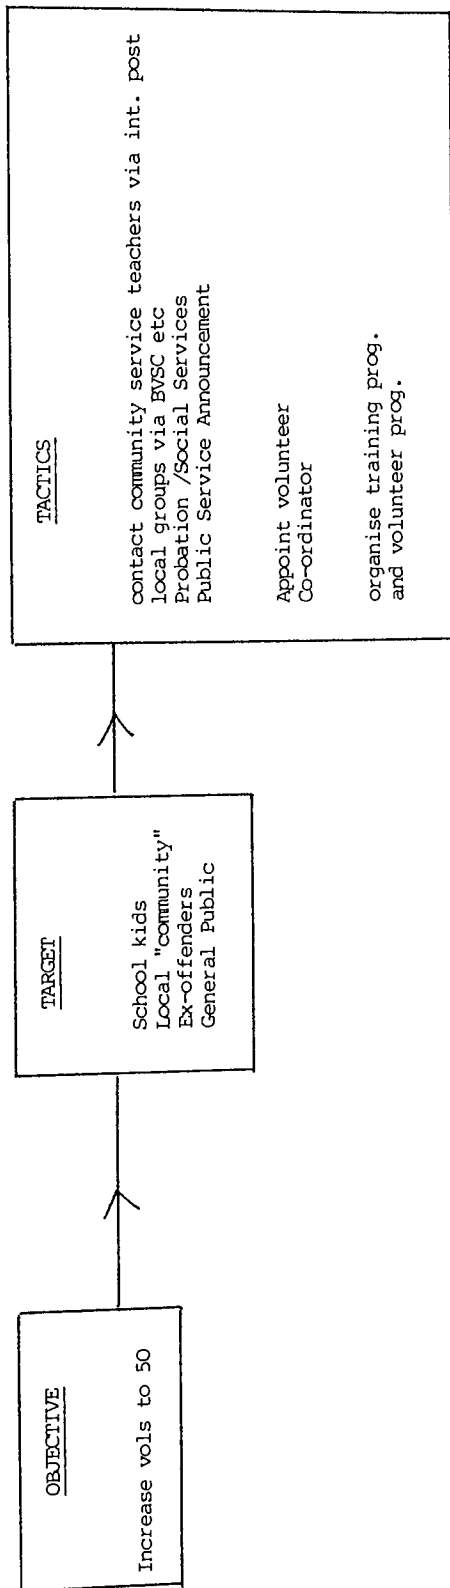 OBJECTIVE
Increase vols to 50
TARGET
School kids
Local "community"
Ex-offenders
General Public
TACTICS
contact community service teachers via int. post
local groups via BVSC etc
Probation /Social Services
Public Service Announcement
Appoint volunteer
Co-ordinator
organise training prog.
and volunteer prog.